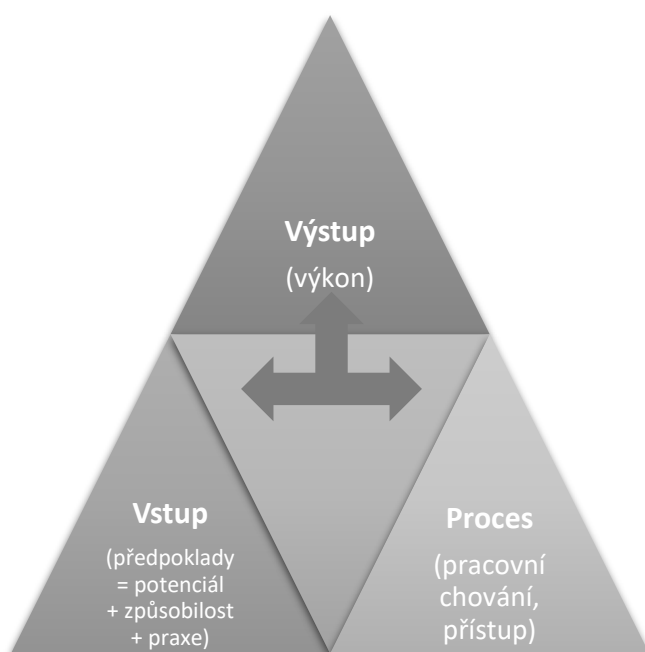 Výstup
(výkon)
Vstup
(předpoklady
= potenciál
+ způsobilost
+ praxe)
Proces
(pracovní
chování,
přístup)